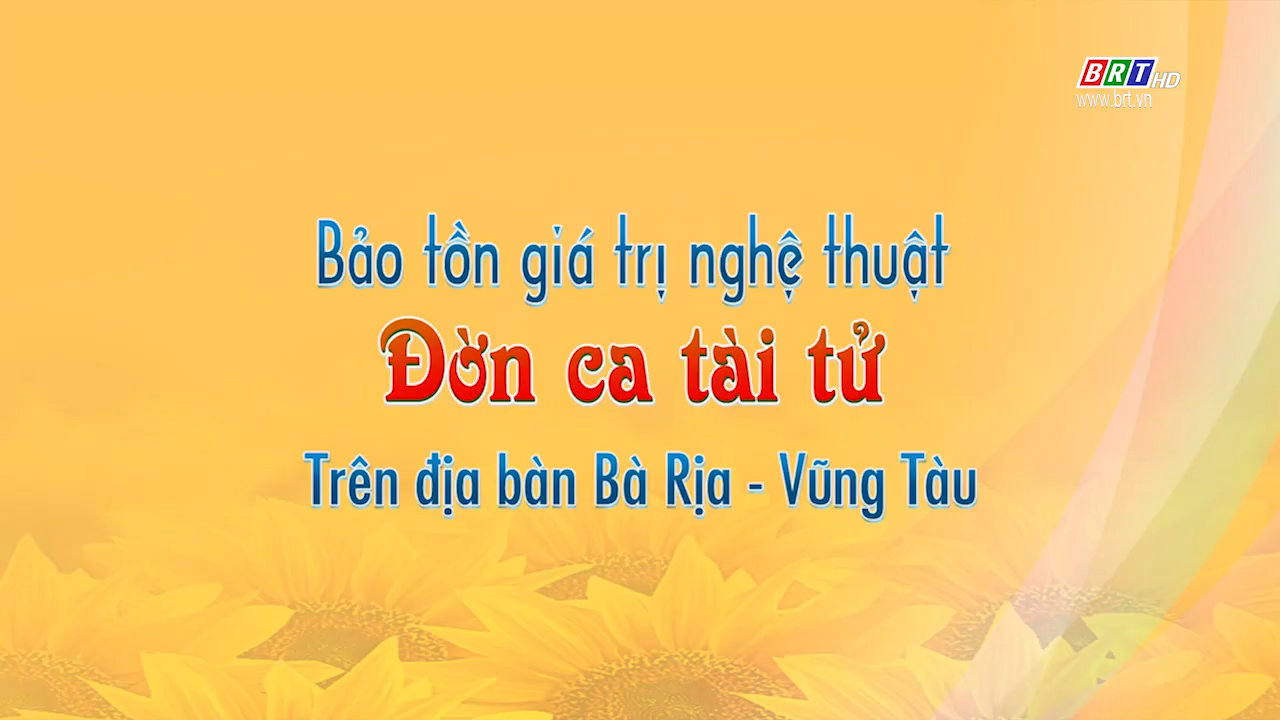 BRT HD
www.brt.vn
Bảo tồn giá trị nghệ thuật
Đờn ca tài tử
Trên địa bàn Bà Rịa - Vũng Tàu